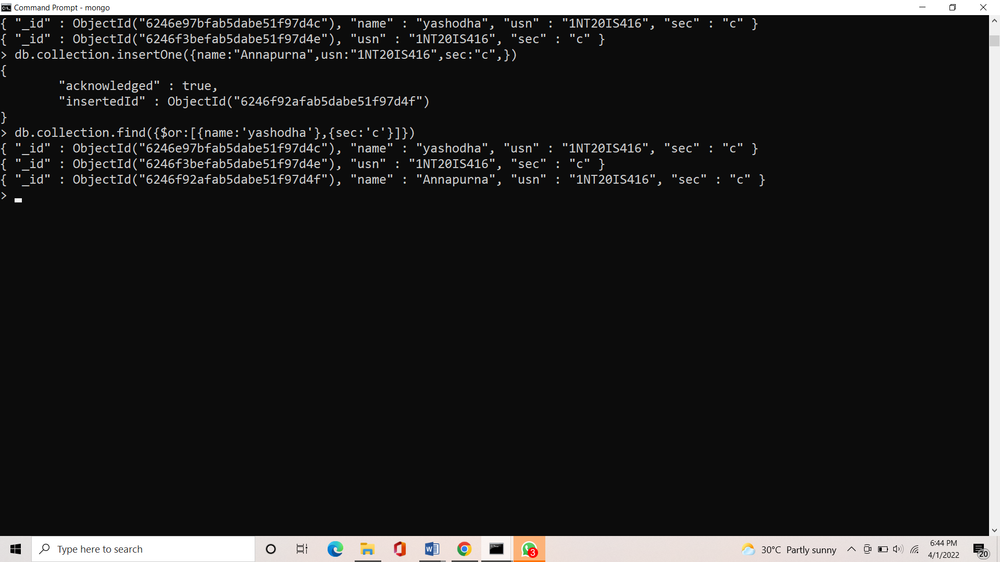 Command Prompt - mongo
{ "_id" : ObjectId("6246e97bfab5dabe51f97d4c"), "name" : "yashodha", "usn" : "1NT20IS416", "sec" : "c" }
{ "_id" : ObjectId("6246f3befab5dabe51f97d4e"), "usn" : "1NT20IS416", "sec" : "c" }
> db.collection.insertOne({name:"Annapurna",usn:"1NT20IS416",sec:"c",})
{
        "acknowledged" : true,
        "insertedId" : ObjectId("6246f92afab5dabe51f97d4f")
}
> db.collection.find({$or:[{name:'yashodha'},{sec:'c'}]})
{ "_id" : ObjectId("6246e97bfab5dabe51f97d4c"), "name" : "yashodha", "usn" : "1NT20IS416", "sec" : "c" }
{ "_id" : ObjectId("6246f3befab5dabe51f97d4e"), "usn" : "1NT20IS416", "sec" : "c" }
{ "_id" : ObjectId("6246f92afab5dabe51f97d4f"), "name" : "Annapurna", "usn" : "1NT20IS416", "sec" : "c" }
>
Type here to search
3
30°C Partly sunny
6:44 PM
4/1/2022
20